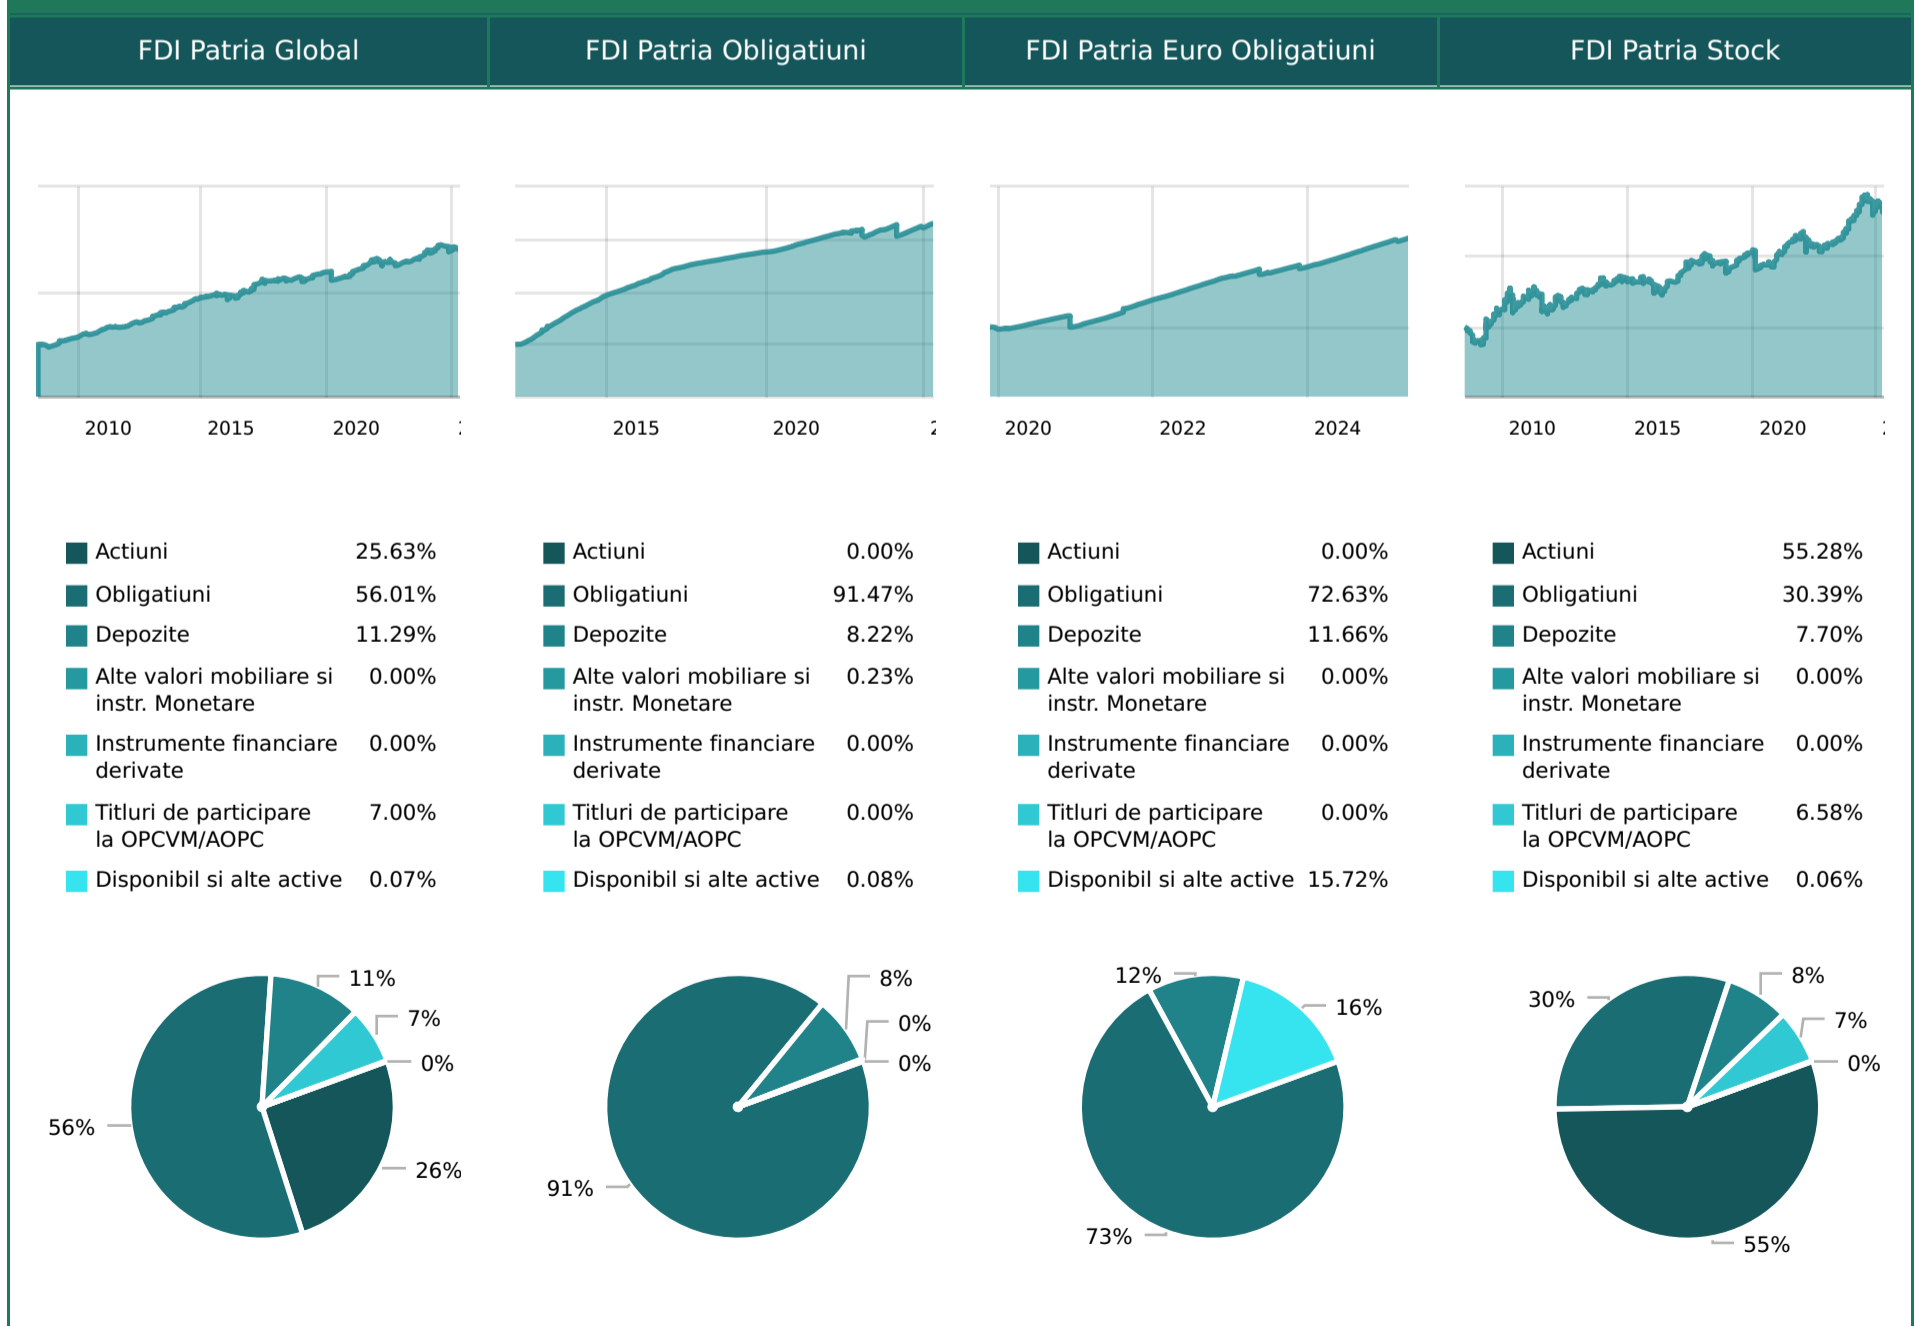 FDI Patria Global
FDI Patria Obligatiuni
FDI Patria Euro Obligatiuni
FDI Patria Stock
2010 2015 2020
2015 2020
2020 2022 2024
2010 2015 2020
Actiuni 25.63%
Obligatiuni 56.01%
Depozite 11.29%
Alte valori mobiliare si 0.00%
instr. Monetare
Instrumente financiare 0.00%
derivate
Titluri de participare 7.00%
la OPCVM/AOPC
Disponibil si alte active 0.07%
Actiuni 0.00%
Obligatiuni 91.47%
Depozite 8.22%
Alte valori mobiliare si 0.23%
instr. Monetare
Instrumente financiare 0.00%
derivate
Titluri de participare 0.00%
la OPCVM/AOPC
Disponibil si alte active 0.08%
Actiuni 0.00%
Obligatiuni 72.63%
Depozite 11.66%
Alte valori mobiliare si 0.00%
instr. Monetare
Instrumente financiare 0.00%
derivate
Titluri de participare 0.00%
la OPCVM/AOPC
Disponibil si alte active 15.72%
Actiuni 55.28%
Obligatiuni 30.39%
Depozite 7.70%
Alte valori mobiliare si 0.00%
instr. Monetare
Instrumente financiare 0.00%
derivate
Titluri de participare 6.58%
la OPCVM/AOPC
Disponibil si alte active 0.06%
11%
7%
0%
56%
26%
8%
0%
0%
91%
12%
16%
73%
8%
30%
7%
0%
55%